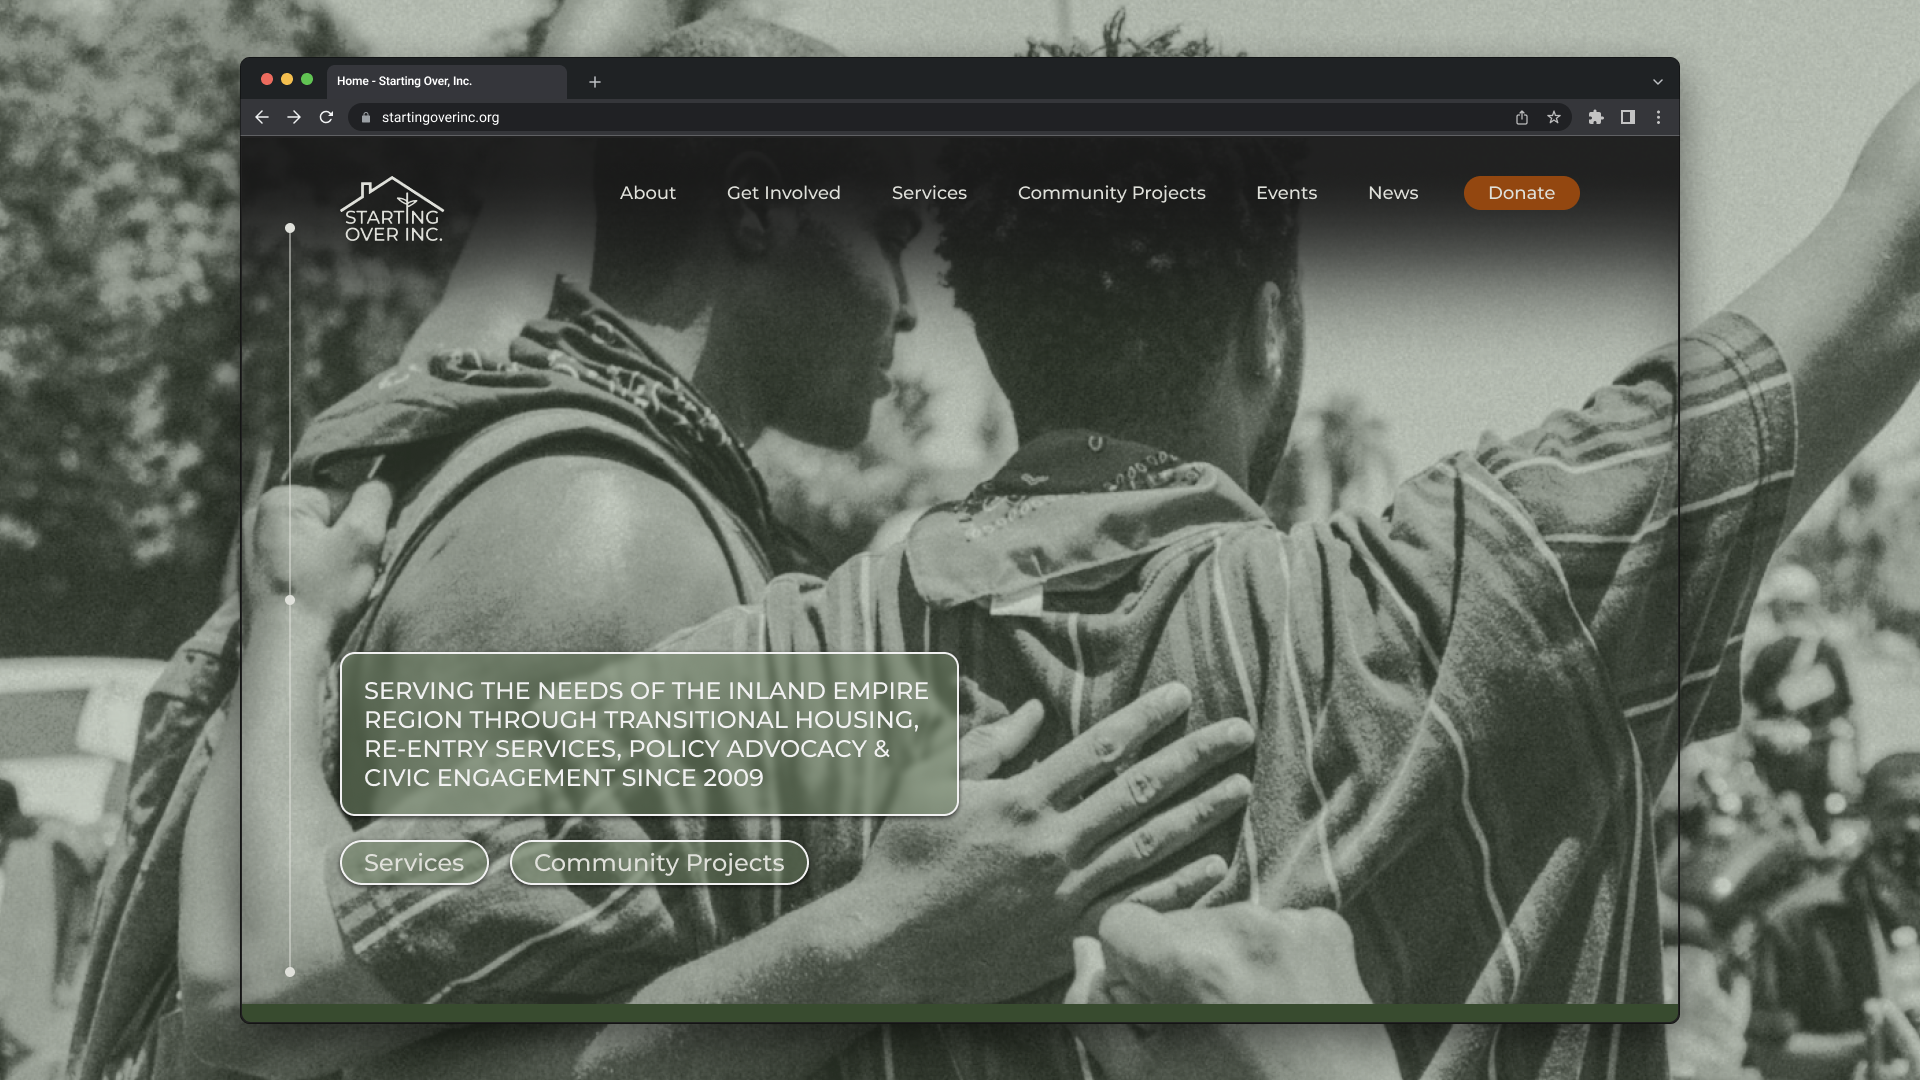 Home - Starting Over, Inc.
startingoverinc.org
STARTING
OVER INC.
About
Get Involved
Services
Community Projects
Events
News
Donate
SERVING THE NEEDS OF THE INLAND EMPIRE
REGION THROUGH TRANSITIONAL HOUSING,
RE-ENTRY SERVICES, POLICY ADVOCACY &
CIVIC ENGAGEMENT SINCE 2009
Services
Community Projects